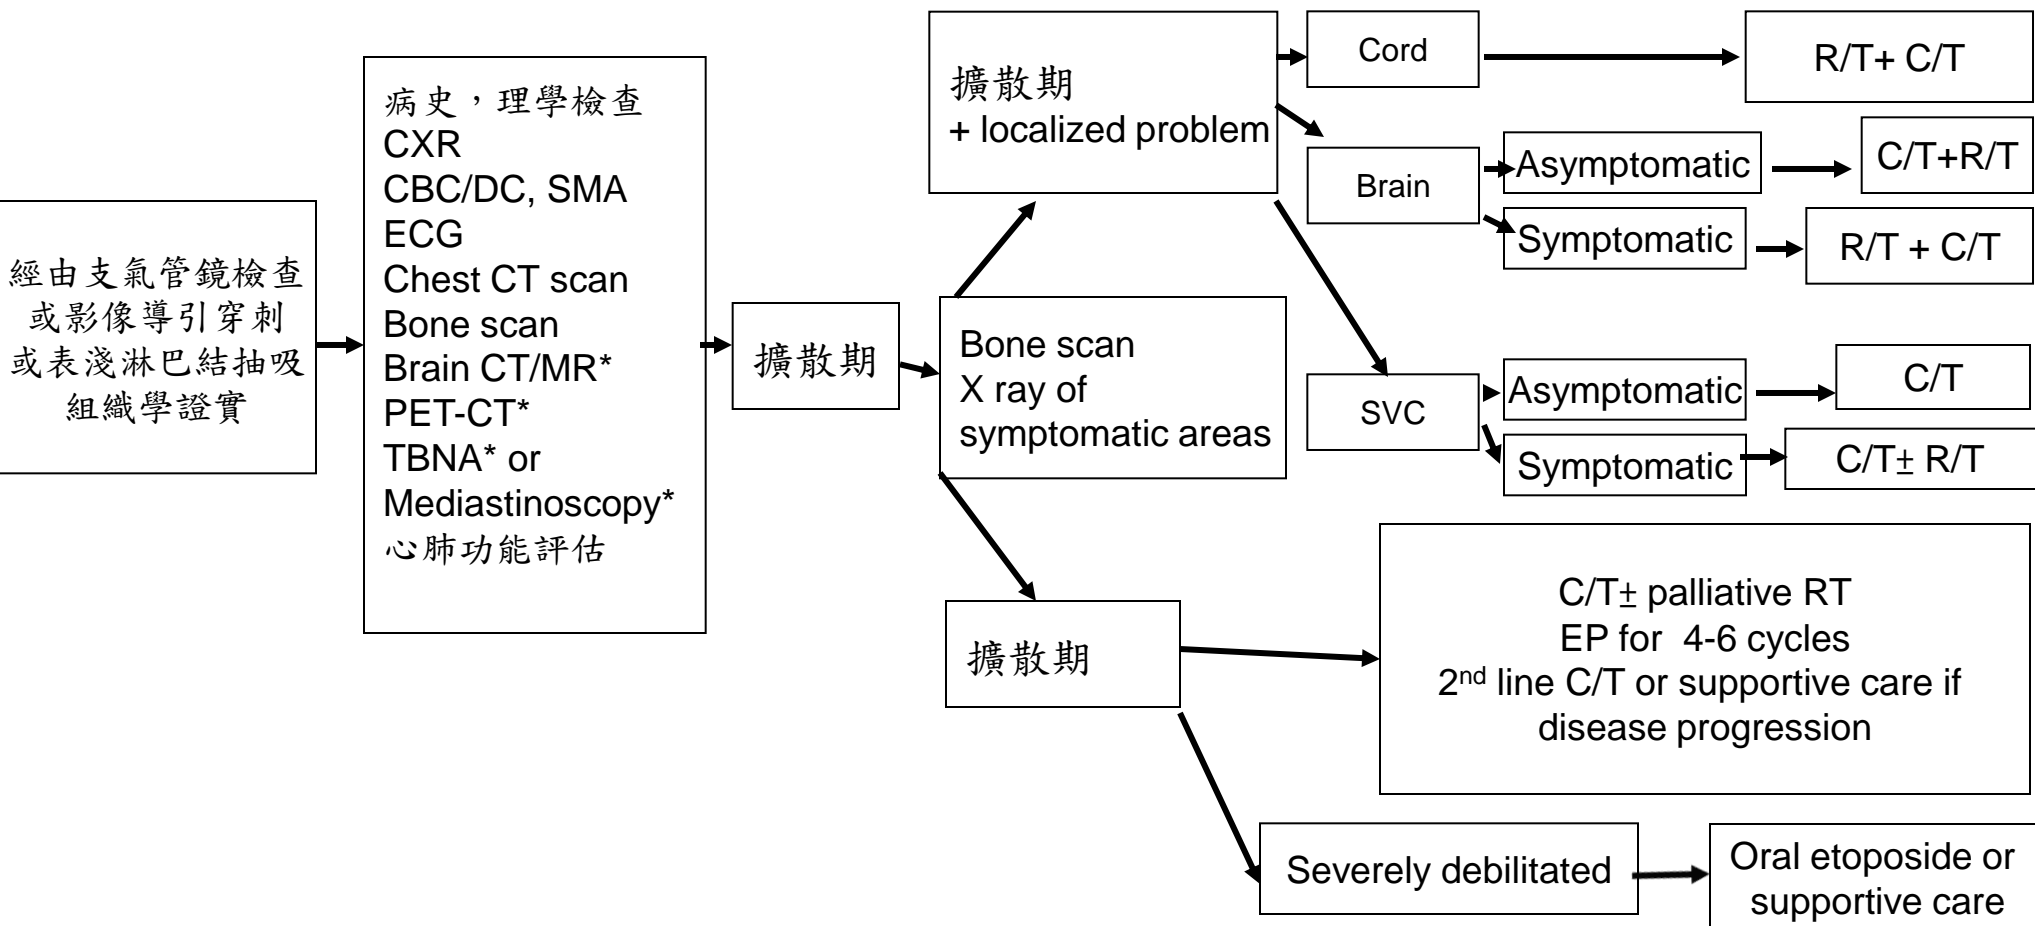 經由支氣管鏡檢查
或影像導引穿刺
或表淺淋巴結抽吸
組織學證實
病史，理學檢查
CXR
CBC/DC, SMA
ECG
Chest CT scan
Bone scan
Brain CT/MR*
PET-CT*
TBNA* or
Mediastinoscopy*
心肺功能評估
擴散期
Bone scan
X ray of
symptomatic areas
擴散期
+ localized problem
Cord
R/T+ C/T
Brain
Asymptomatic
C/T+R/T
Symptomatic
R/T + C/T
SVC
Asymptomatic
C/T
Symptomatic
C/T± R/T
擴散期
C/T± palliative RT
EP for 4-6 cycles
2nd line C/T or supportive care if
disease progression
Severely debilitated
Oral etoposide or
supportive care